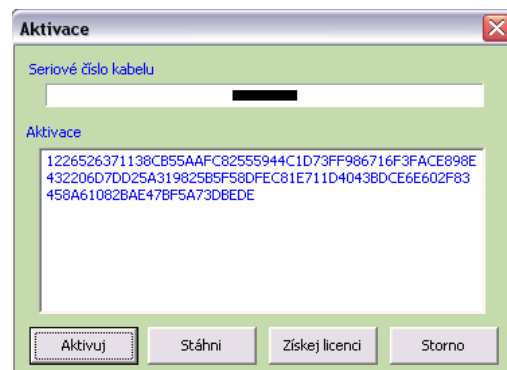 Aktivace
Seriové číslo kabelu
Aktivace
1226526371138CB55AAFC82555944C1D73FF986716F3FACE898E
432206D7DD25A319825B5F58DFEC81E711D4043BDCE6E602F83
458A61082BAE47BF5A73DBEDE
Aktivuj Stáhni Získej licenci Storno